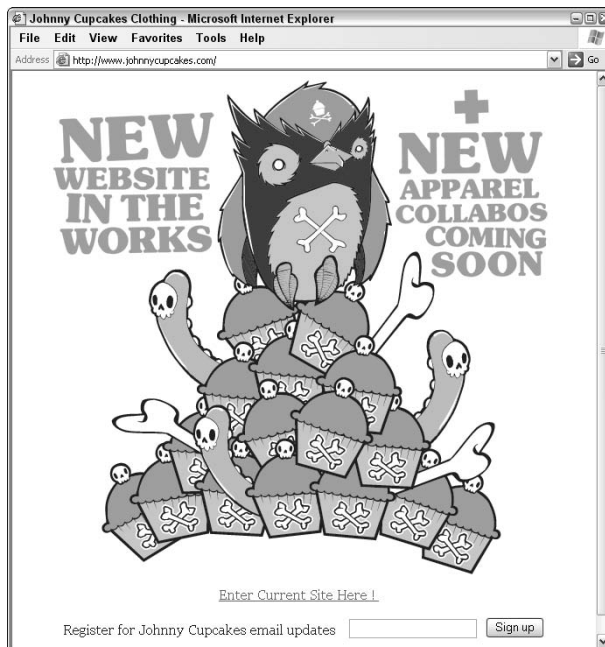 Johnny Cupcakes Clothing - Microsoft Internet Explorer
File Edit View Favorites Tools Help
Address http://www.johnnycupcakes.com/ Go
NEW
WEBSITE
IN THE
WORKS
+
NEW
APPAREL
COLLABOS
COMING
SOON
Enter Current Site Here !
Register for Johnny Cupcakes email updates Sign up